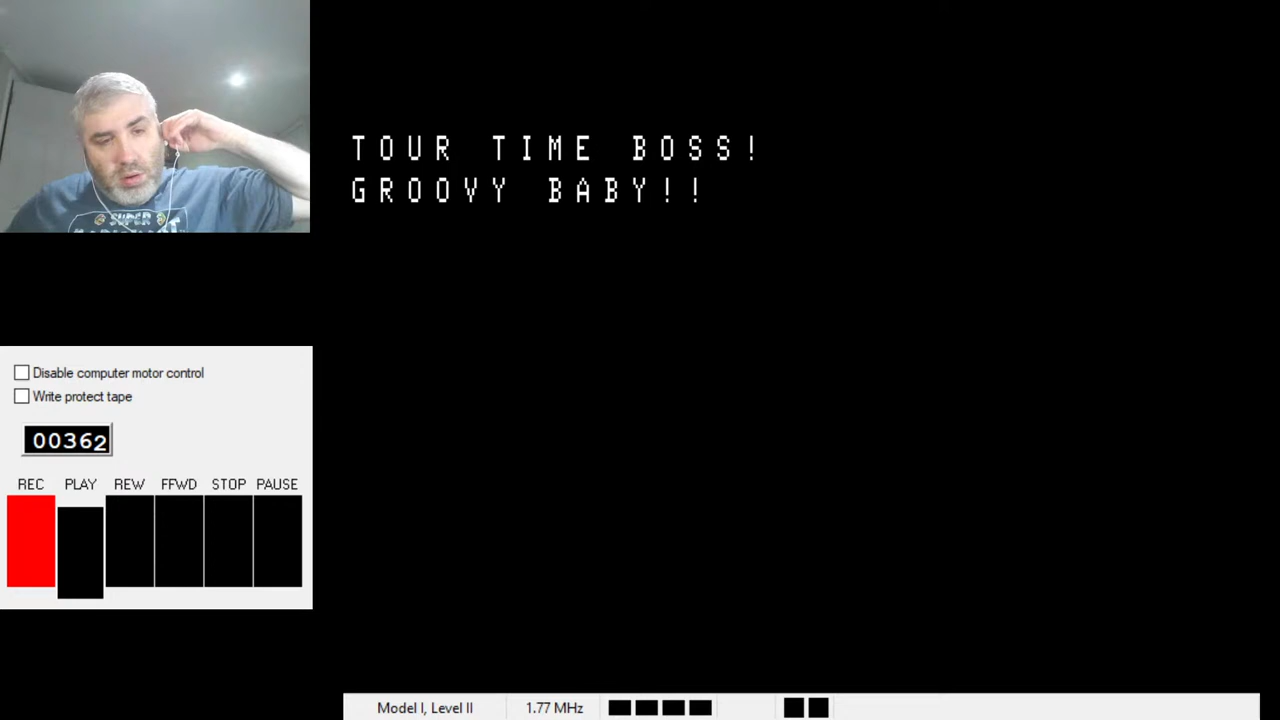 TOUR TIME BOSS!
GROOVY BABY!!
SUPER
Disable computer motor control
Write protect tape
00362
REC PLAY REW FFWD STOP PAUSE
Model I, Level II 1.77 MHz